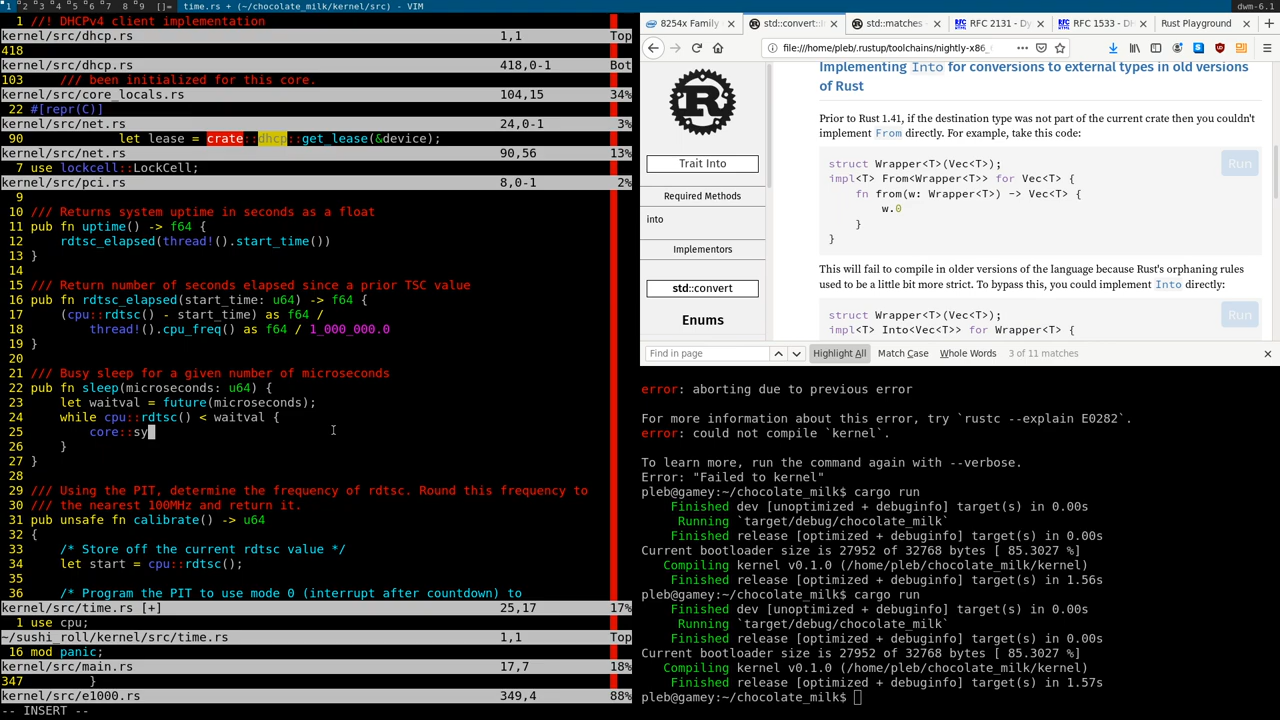 1 2 3 4 5 6 7 8 9 []= time.rs + (~/chocolate_milk/kernel/src) - VIM dwm-6.1
1 //! DHCPv4 client implementation
kernel/src/dhcp.rs 1,1 Top
418
kernel/src/dhcp.rs 418,0-1 Bot
103 /// been initialized for this core.
kernel/src/core_locals.rs 104,15 34%
22 #[repr(C)]
kernel/src/net.rs 24,0-1 3%
90 let lease = crate::dhcp::get_lease(&device);
kernel/src/net.rs 90,56 13%
7 use lockcell::LockCell;
kernel/src/pci.rs 8,0-1 2%
9
10 /// Returns system uptime in seconds as a float
11 pub fn uptime() -> f64 {
12 rdtsc_elapsed(thread!().start_time())
13 }
14
15 /// Return number of seconds elapsed since a prior TSC value
16 pub fn rdtsc_elapsed(start_time: u64) -> f64 {
17 (cpu::rdtsc() - start_time) as f64 /
18 thread!().cpu_freq() as f64 / 1_000_000.0
19 }
20
21 /// Busy sleep for a given number of microseconds
22 pub fn sleep(microseconds: u64) {
23 let waitval = future(microseconds);
24 while cpu::rdtsc() < waitval {
25 core::sy
26 }
27 }
28
29 /// Using the PIT, determine the frequency of rdtsc. Round this frequency to
30 /// the nearest 100MHz and return it.
31 pub unsafe fn calibrate() -> u64
32 {
33 /* Store off the current rdtsc value */
34 let start = cpu::rdtsc();
35
36 /* Program the PIT to use mode 0 (interrupt after countdown) to
kernel/src/time.rs [+] 25,17 17%
1 use cpu;
~/sushi_roll/kernel/src/time.rs 1,1 Top
16 mod panic;
kernel/src/main.rs 17,7 18%
347 }
kernel/src/e1000.rs 349,4 88%
-- INSERT --
8254x Family
std::convert::
std::matches
RFC 2131 - Dy
RFC 1533 - DH
Rust Playground
file:///home/pleb/.rustup/toolchains/nightly-x86_
Trait Into
Required Methods
into
Implementors
std::convert
Enums
Implementing Into for conversions to external types in old versions
of Rust
Prior to Rust 1.41, if the destination type was not part of the current crate then you couldn't
implement From directly. For example, take this code:
Run
struct Wrapper<T>(Vec<T>);
impl<T> From<Wrapper<T>> for Vec<T> {
fn from(w: Wrapper<T>) -> Vec<T> {
w.0
}
}
This will fail to compile in older versions of the language because Rust's orphaning rules
used to be a little bit more strict. To bypass this, you could implement Into directly:
Run
struct Wrapper<T>(Vec<T>);
impl<T> Into<Vec<T>> for Wrapper<T> {
Find in page Highlight All Match Case Whole Words 3 of 11 matches
error: aborting due to previous error
For more information about this error, try `rustc --explain E0282`.
error: could not compile `kernel`.
To learn more, run the command again with --verbose.
Error: "Failed to kernel"
pleb@gamey:~/chocolate_milk$ cargo run
Finished dev [unoptimized + debuginfo] target(s) in 0.00s
Running `target/debug/chocolate_milk`
Finished release [optimized + debuginfo] target(s) in 0.00s
Current bootloader size is 27952 of 32768 bytes [ 85.3027 %]
Compiling kernel v0.1.0 (/home/pleb/chocolate_milk/kernel)
Finished release [optimized + debuginfo] target(s) in 1.56s
pleb@gamey:~/chocolate_milk$ cargo run
Finished dev [unoptimized + debuginfo] target(s) in 0.00s
Running `target/debug/chocolate_milk`
Finished release [optimized + debuginfo] target(s) in 0.00s
Current bootloader size is 27952 of 32768 bytes [ 85.3027 %]
Compiling kernel v0.1.0 (/home/pleb/chocolate_milk/kernel)
Finished release [optimized + debuginfo] target(s) in 1.57s
pleb@gamey:~/chocolate_milk$